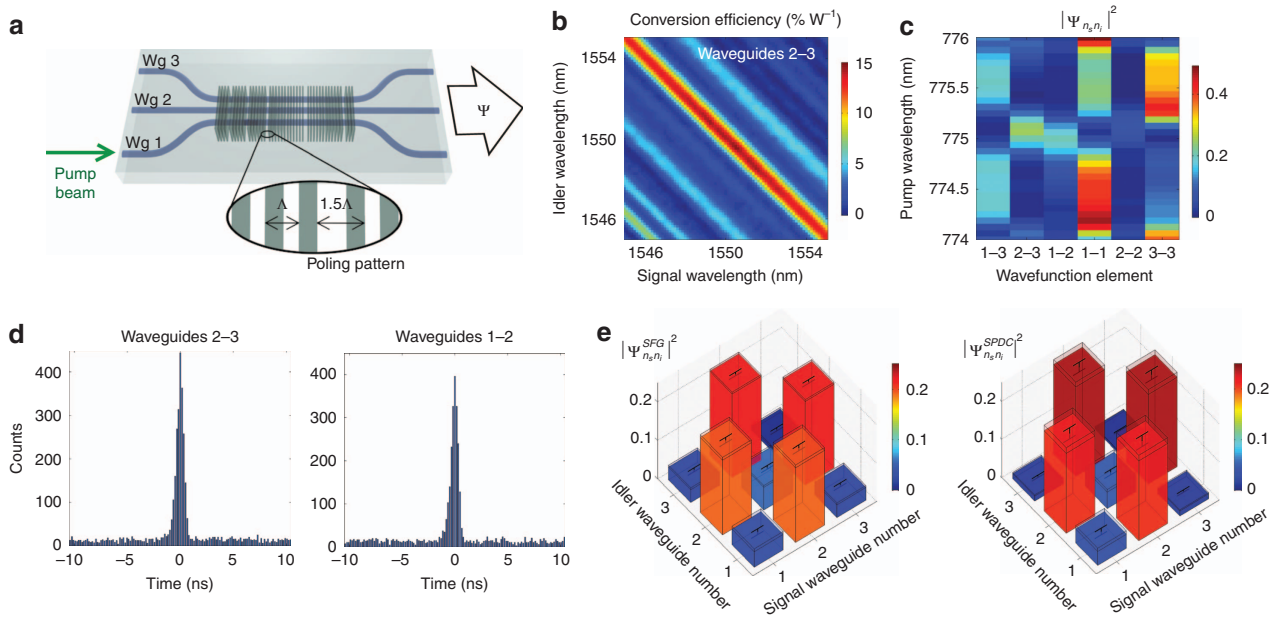 a
Wg 3
Wg 2
Wg 1
Pump
beam
Ψ
Λ
1.5Λ
Poling pattern
b
Conversion efficiency (% W⁻¹)
Waveguides 2–3
Idler wavelength (nm)
1554
1550
1546
1546
1550
1554
Signal wavelength (nm)
15
10
5
0
c
|Ψnₛnᵢ|²
Pump wavelength (nm)
776
775.5
775
774.5
774
1–3
2–3
1–2
1–1
2–2
3–3
Wavefunction element
0.4
0.2
0
d
Waveguides 2–3
Counts
400
300
200
100
0
–10
–5
0
5
10
Time (ns)
Waveguides 1–2
400
300
200
100
0
–10
–5
0
5
10
Time (ns)
e
|Ψnₛnᵢ^SFG|²
0.2
0.1
0
3
2
1
Idler waveguide number
1
2
3
Signal waveguide number
0.2
0.1
0
|Ψnₛnᵢ^SPDC|²
0.2
0.1
0
3
2
1
Idler waveguide number
1
2
3
Signal waveguide number
0.2
0.1
0